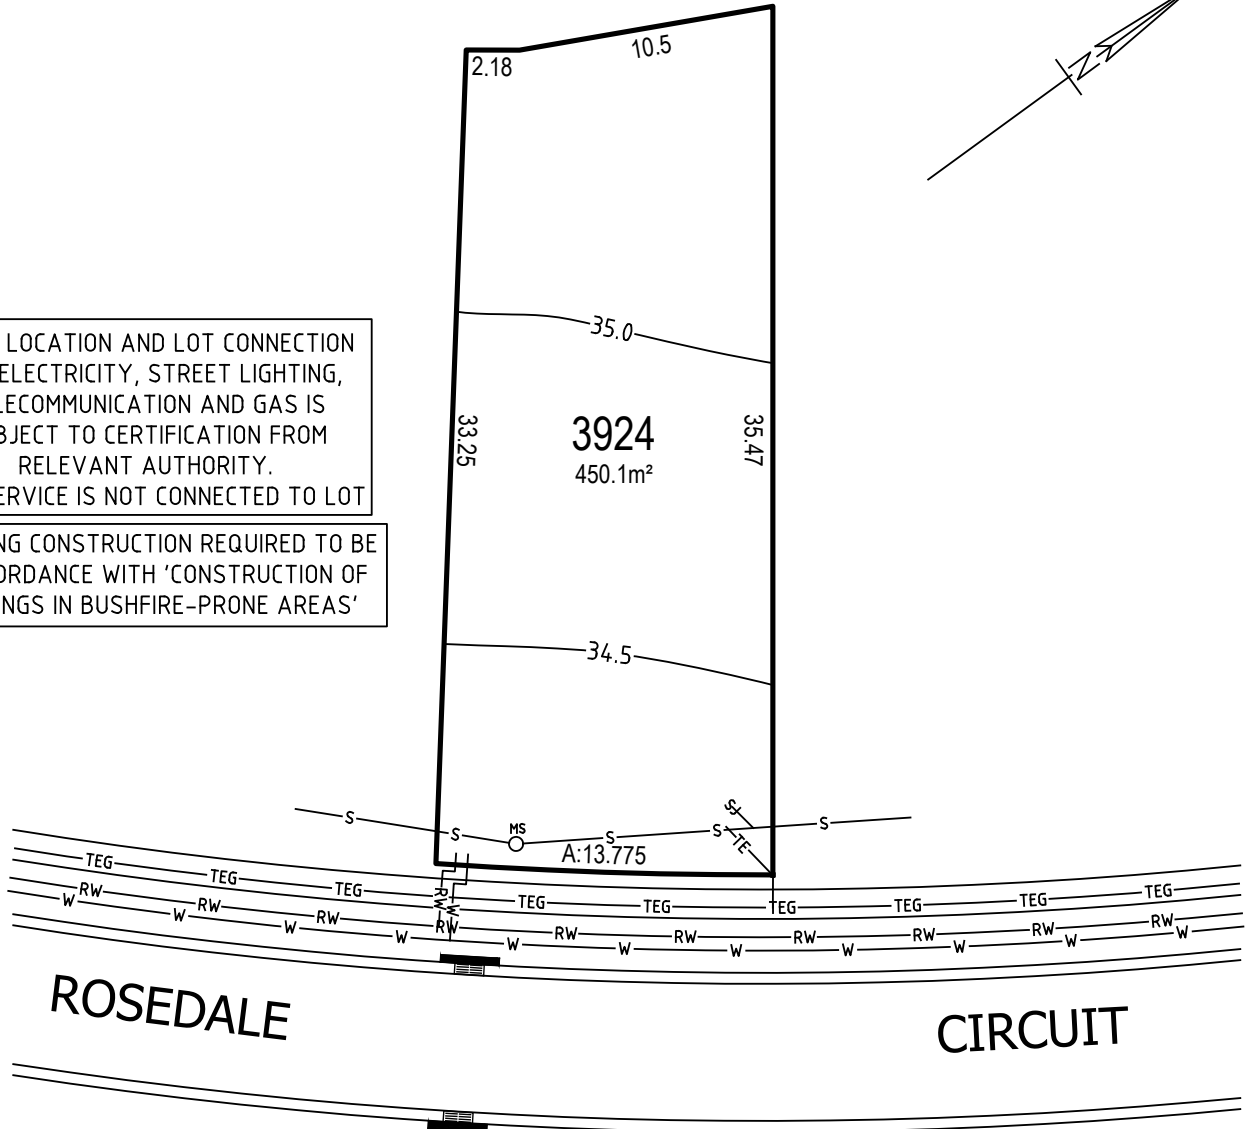 10.5
2.18
N
35.0
LOCATION AND LOT CONNECTION
ELECTRICITY, STREET LIGHTING,
LECOMMUNICATION AND GAS IS
BJECT TO CERTIFICATION FROM
RELEVANT AUTHORITY.
ERVICE IS NOT CONNECTED TO LOT
33.25
3924
450.1m²
35.47
NG CONSTRUCTION REQUIRED TO BE
ORDANCE WITH 'CONSTRUCTION OF
NGS IN BUSHFIRE-PRONE AREAS'
34.5
S S MS S S S
SJ
TE
A:13.775
TEG TEG TEG TEG TEG TEG TEG TEG TEG
RW W
RW RW RW RW RW RW RW RW RW RW
W W W W W W W W W W W
ROSEDALE CIRCUIT